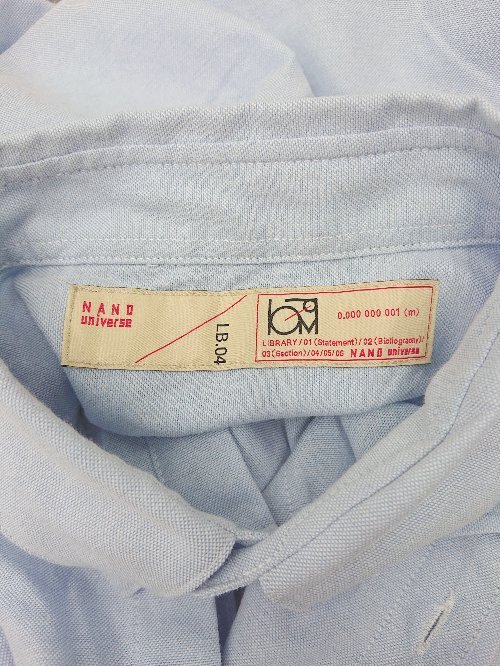 NANO
universe
LB.04
0.000 000 001 (m)
LIBRARY/01(Statement)/02(Bibliography)/
03(Section)/04/05/06 NANO universe